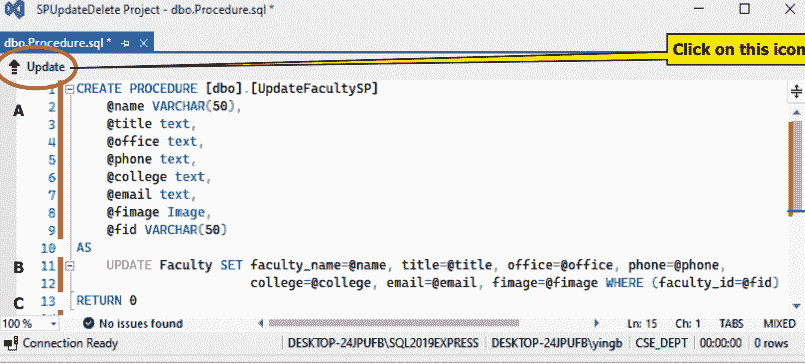 SPUpdateDelete Project - dbo.Procedure.sql *
dbo.Procedure.sql *
Update
Click on this icon
1 CREATE PROCEDURE [dbo].[UpdateFacultySP]
A 2 @name VARCHAR(50),
3 @title text,
4 @office text,
5 @phone text,
6 @college text,
7 @email text,
8 @fimage Image,
9 @fid VARCHAR(50)
10 AS
B 11 UPDATE Faculty SET faculty_name=@name, title=@title, office=@office, phone=@phone,
12 college=@college, email=@email, fimage=@fimage WHERE (faculty_id=@fid)
C 13 RETURN 0
100 % No issues found Ln: 15 Ch: 1 TABS MIXED
Connection Ready DESKTOP-24JPUFB\SQL2019EXPRESS DESKTOP-24JPUFB\yingb CSE_DEPT 00:00:00 0 rows